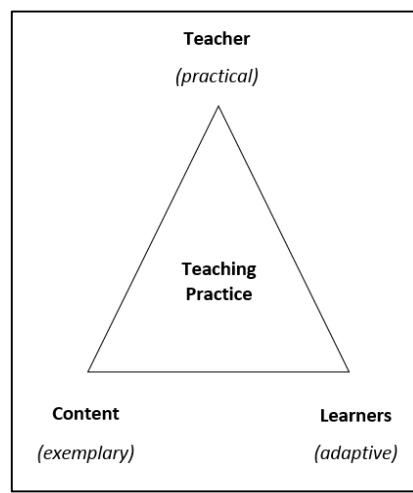 Teacher
(practical)
Teaching
Practice
Content
(exemplary)
Learners
(adaptive)